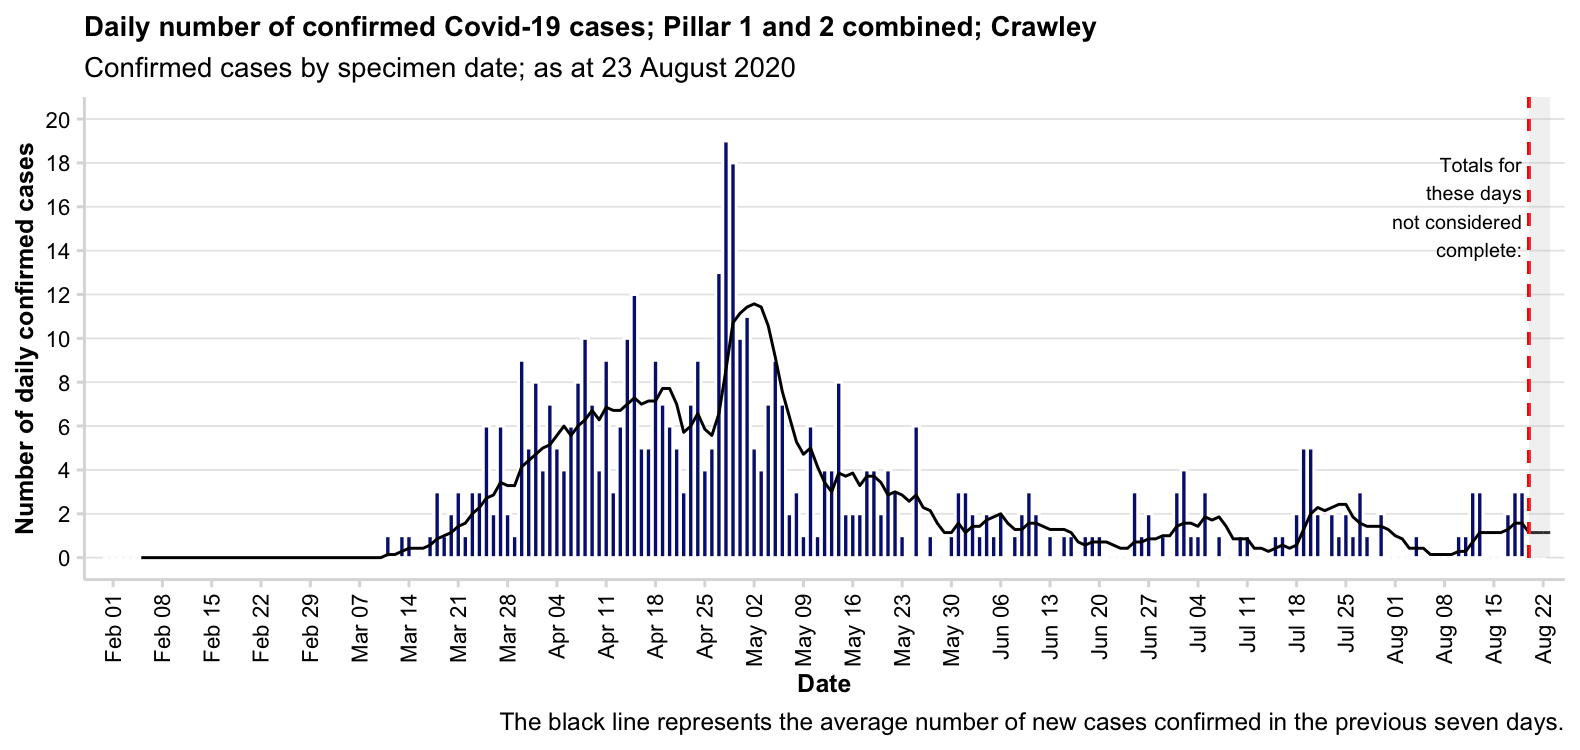 Daily number of confirmed Covid-19 cases; Pillar 1 and 2 combined; Crawley
Confirmed cases by specimen date; as at 23 August 2020
Number of daily confirmed cases
20
18
16
14
12
10
8
6
4
2
0
Totals for
these days
not considered
complete:
Feb 01
Feb 08
Feb 15
Feb 22
Feb 29
Mar 07
Mar 14
Mar 21
Mar 28
Apr 04
Apr 11
Apr 18
Apr 25
May 02
May 09
May 16
May 23
May 30
Jun 06
Jun 13
Jun 20
Jun 27
Jul 04
Jul 11
Jul 18
Jul 25
Aug 01
Aug 08
Aug 15
Aug 22
Date
The black line represents the average number of new cases confirmed in the previous seven days.